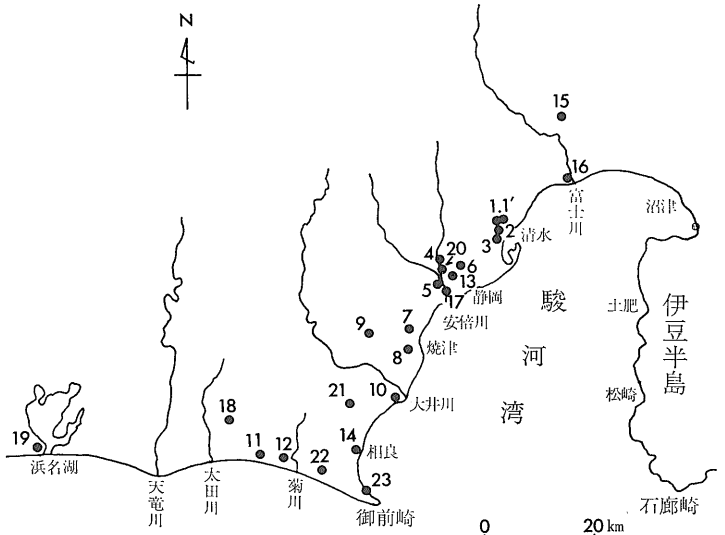 N
15
16
富士川
沼津
1.1′
2
3
清水
4
20
6
5
13
17
静岡
安倍川
駿河湾
土肥
伊豆半島
松崎
石廊崎
9
7
8
焼津
21
10
大井川
18
11
12
22
14
相良
23
御前崎
19
浜名湖
天竜川
太田川
菊川
0
20 km